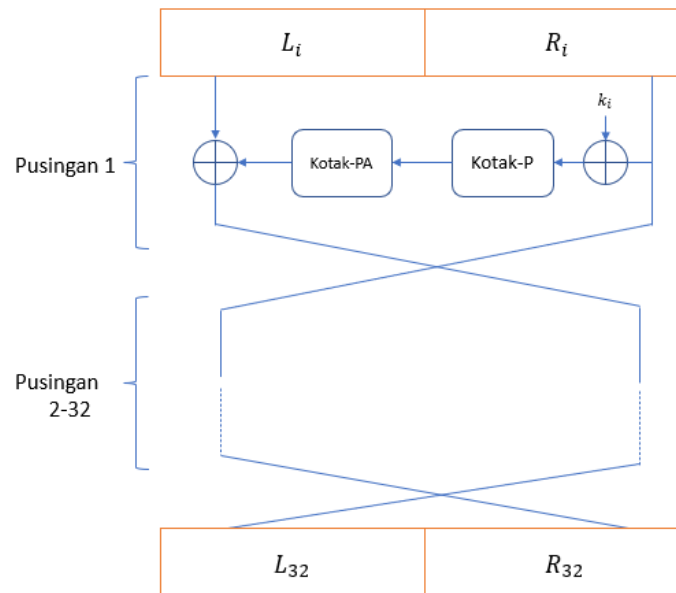 L_i R_i
k_i
Pusingan 1
Kotak-PA Kotak-P
Pusingan
2-32
L_32 R_32